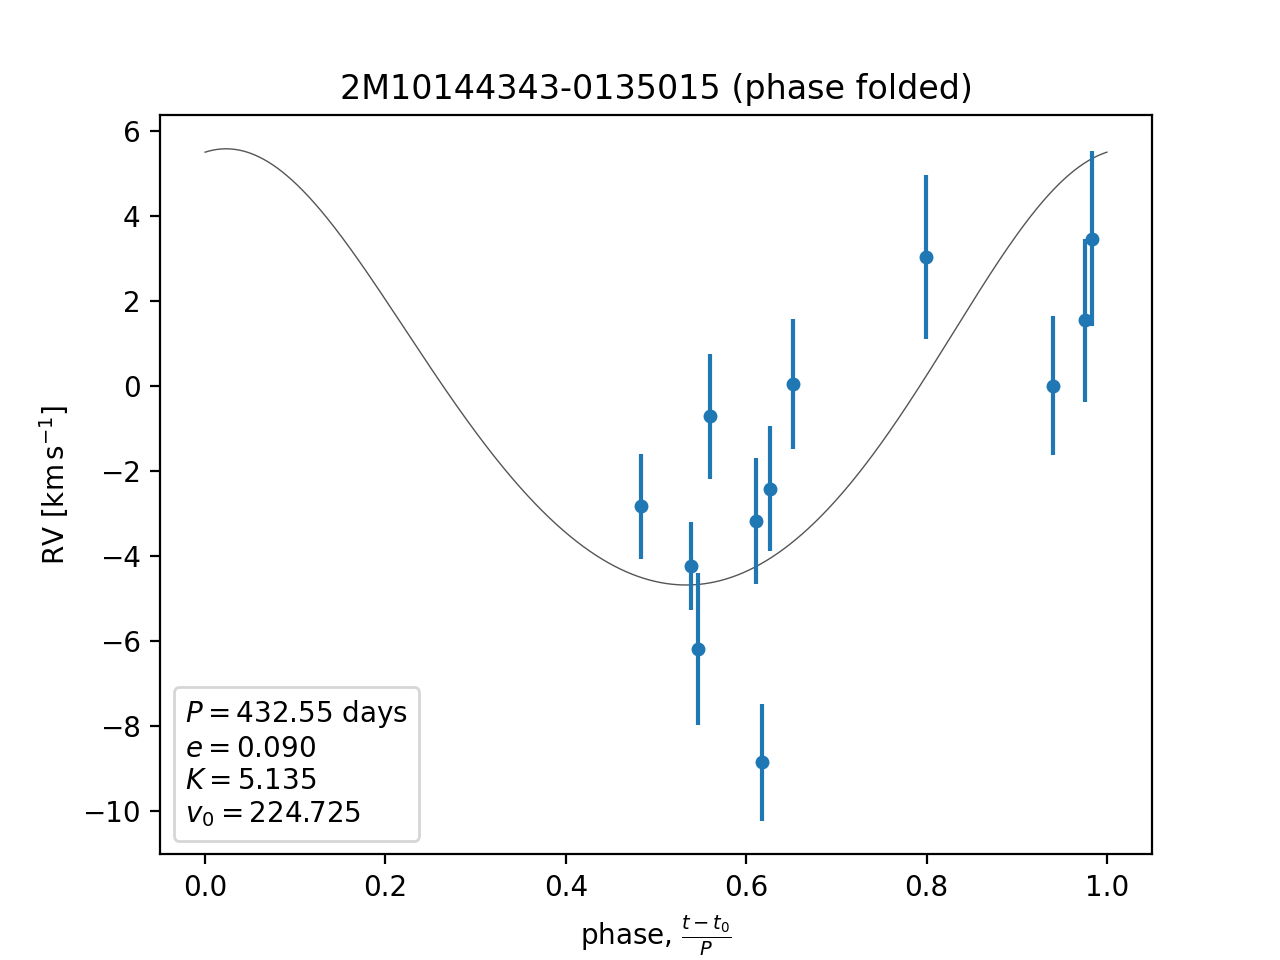 2M10144343-0135015 (phase folded)
6
4
2
0
−2
−4
−6
−8
−10
RV [km s⁻¹]
P = 432.55 days
e = 0.090
K = 5.135
v₀ = 224.725
0.0 0.2 0.4 0.6 0.8 1.0
phase, (t − t₀)/P